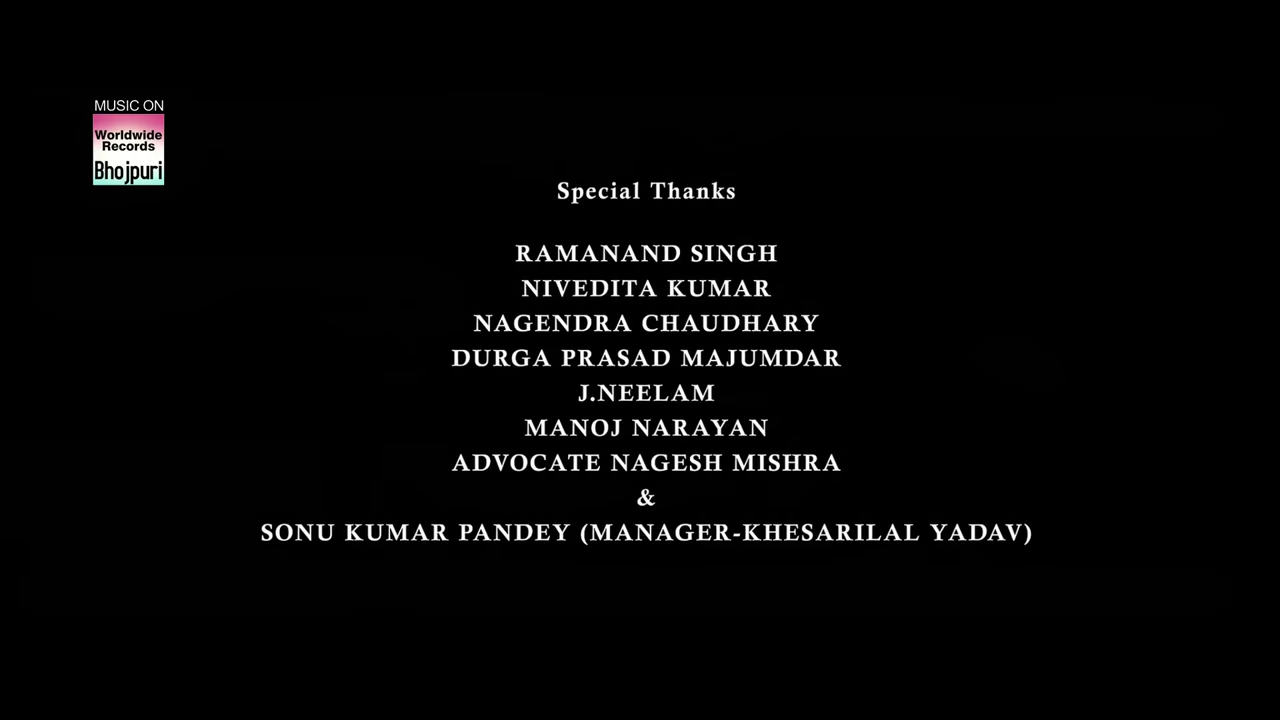 MUSIC ON
Worldwide
Records
Bhojpuri
Special Thanks
RAMANAND SINGH
NIVEDITA KUMAR
NAGENDRA CHAUDHARY
DURGA PRASAD MAJUMDAR
J.NEELAM
MANOJ NARAYAN
ADVOCATE NAGESH MISHRA
&
SONU KUMAR PANDEY (MANAGER-KHESARILAL YADAV)